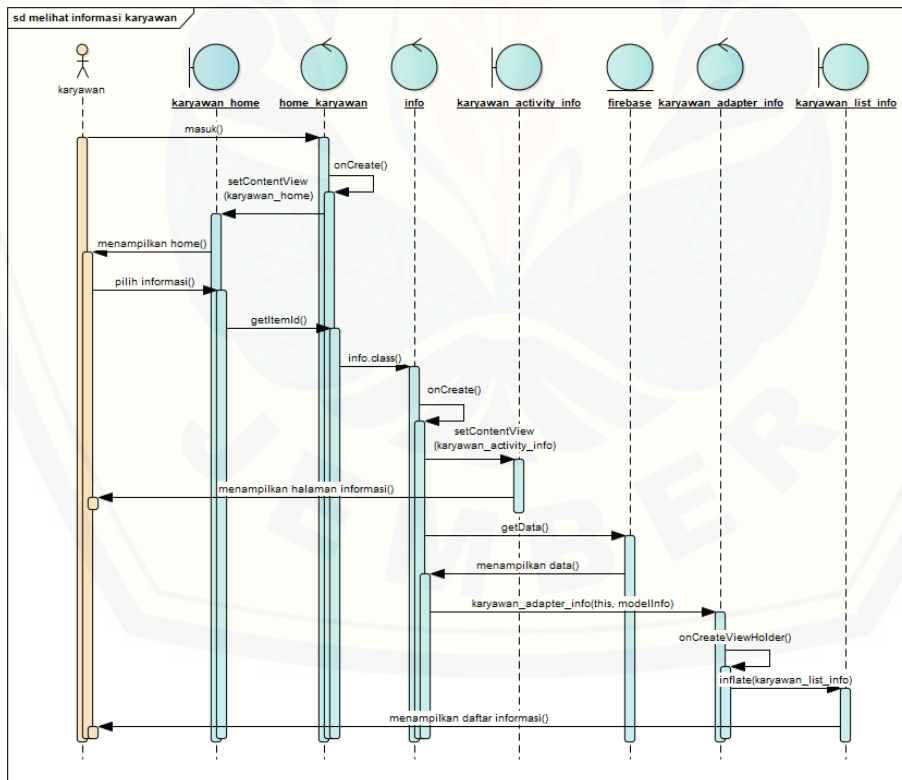 sd melihat informasi karyawan
karyawan
karyawan_home
home_karyawan
info
karyawan_activity_info
firebase
karyawan_adapter_info
karyawan_list_info
masuk()
onCreate()
setContentView
(karyawan_home)
menampilkan home()
pilih informasi()
getItemId()
info.class()
onCreate()
setContentView
(karyawan_activity_info)
menampilkan halaman informasi()
getData()
menampilkan data()
karyawan_adapter_info(this, modelInfo)
onCreateViewHolder()
inflate(karyawan_list_info)
menampilkan daftar informasi()
JEMBER